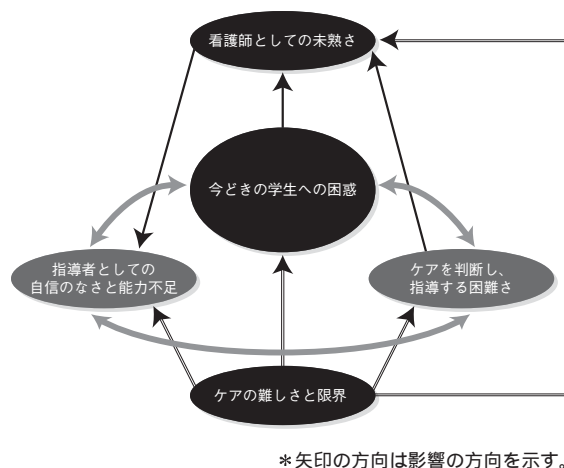 看護師としての未熟さ
今どきの学生への困惑
指導者としての
自信のなさと能力不足
ケアを判断し、
指導する困難さ
ケアの難しさと限界
＊矢印の方向は影響の方向を示す。